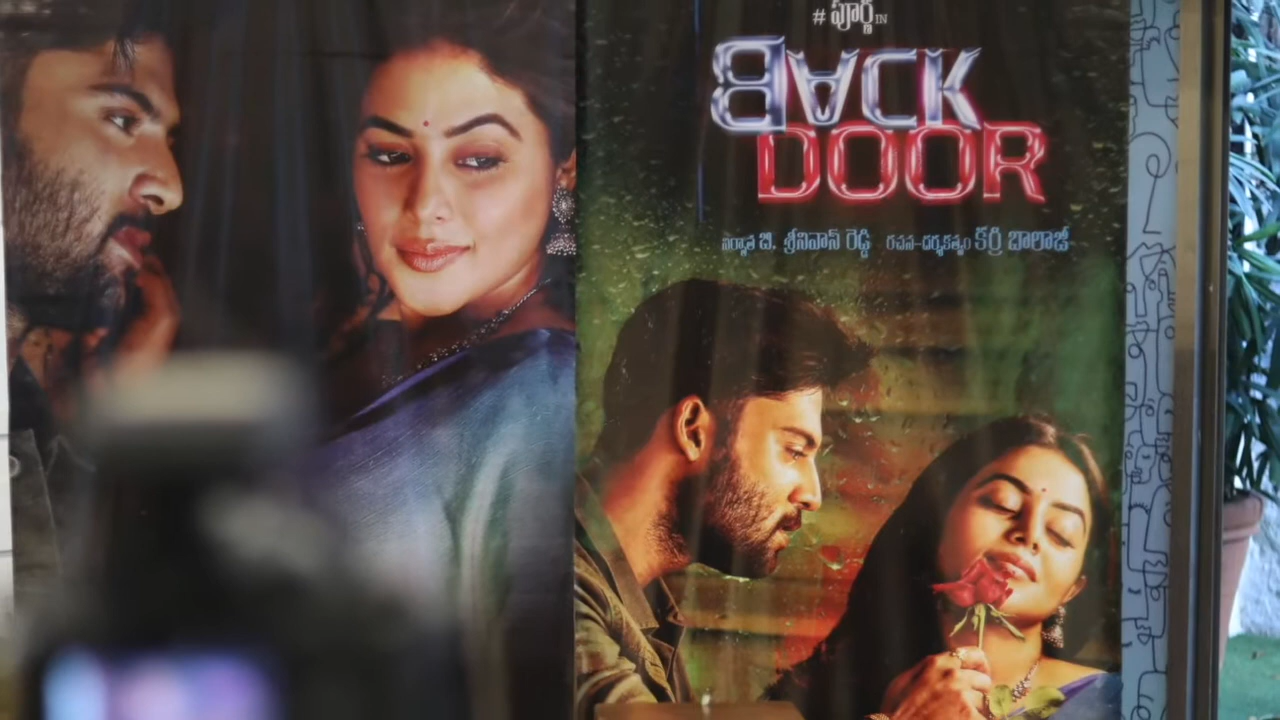 # పూర్ణ IN
BACK
DOOR
నిర్మాత బి. శ్రీనివాస్ రెడ్డి రచన-దర్శకత్వం కర్రి బాలాజీ